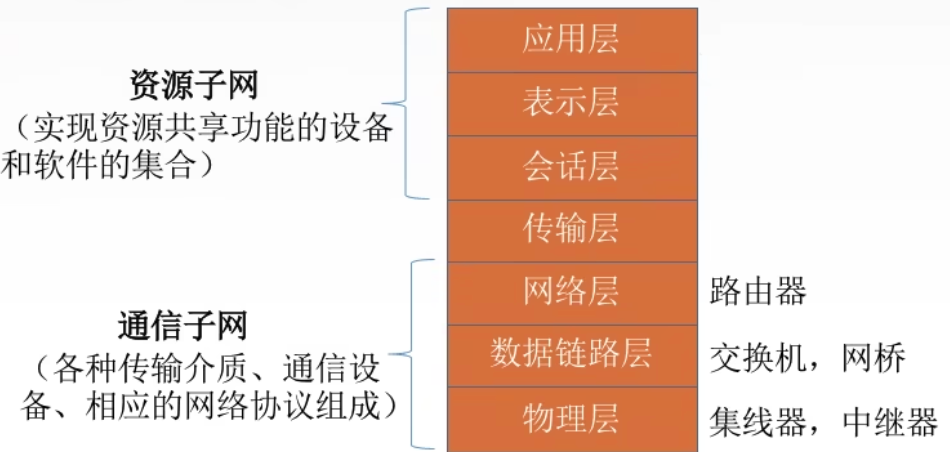 应用层
资源子网
表示层
（实现资源共享功能的设备
和软件的集合）
会话层
传输层
网络层
路由器
通信子网
数据链路层
交换机，网桥
（各种传输介质、通信设
备、相应的网络协议组成）
物理层
集线器，中继器